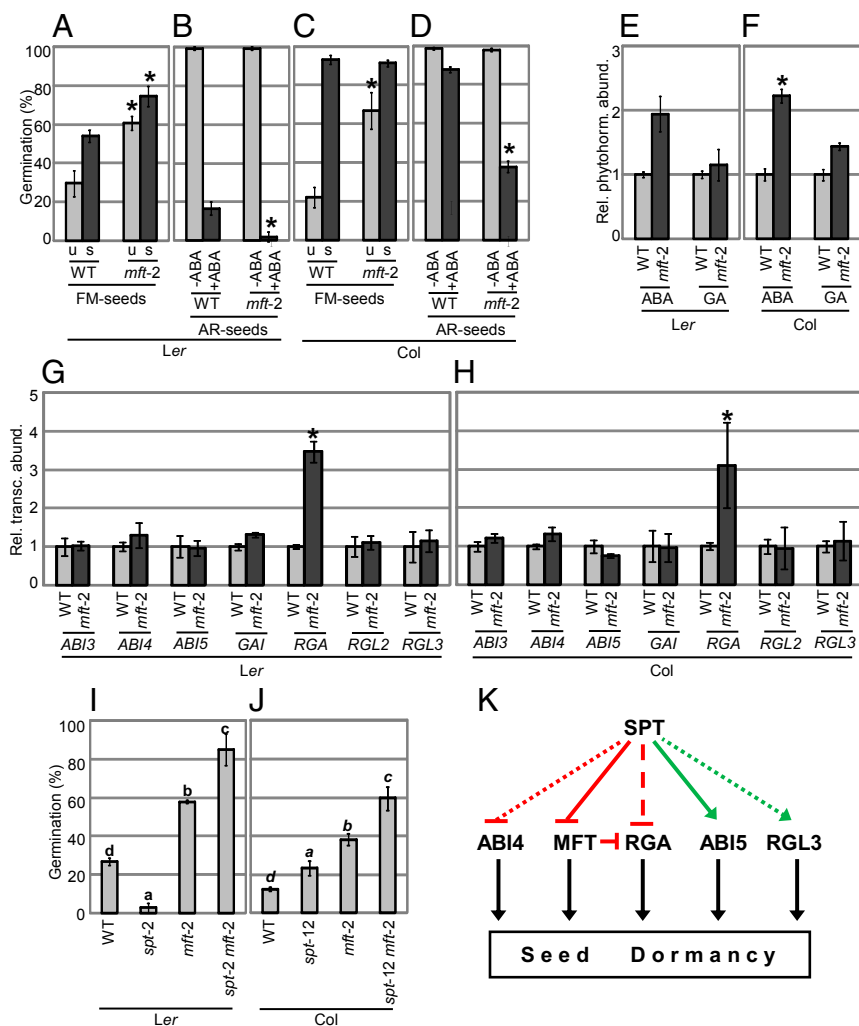 A B C D E F
Germination (%)
100
80
60
40
20
0
* * * * *
u s u s
WT mft-2
FM-seeds
-ABA +ABA -ABA +ABA
WT mft-2
AR-seeds
Ler
u s u s
WT mft-2
FM-seeds
-ABA +ABA -ABA +ABA
WT mft-2
AR-seeds
Col
Rel. phytohorm. abund.
3
2
1
0
*
WT mft-2 WT mft-2
ABA GA
Ler
WT mft-2 WT mft-2
ABA GA
Col
G H
Rel. transc. abund.
5
4
3
2
1
0
* *
WT mft-2 WT mft-2 WT mft-2 WT mft-2 WT mft-2 WT mft-2 WT mft-2
ABI3 ABI4 ABI5 GAI RGA RGL2 RGL3
Ler
WT mft-2 WT mft-2 WT mft-2 WT mft-2 WT mft-2 WT mft-2 WT mft-2
ABI3 ABI4 ABI5 GAI RGA RGL2 RGL3
Col
I J K
Germination (%)
100
80
60
40
20
0
d a b c
d a b c
WT spt-2 mft-2 spt-2 mft-2
Ler
WT spt-12 mft-2 spt-12 mft-2
Col
SPT
ABI4 MFT RGA ABI5 RGL3
Seed Dormancy